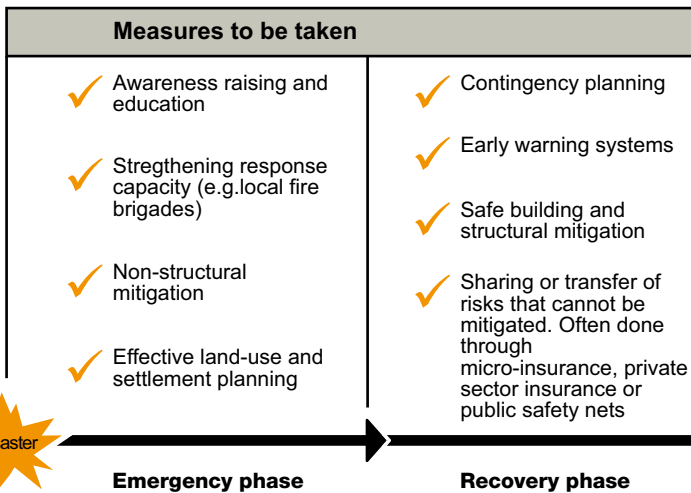 Measures to be taken
Awareness raising and
education
Stregthening response
capacity (e.g.local fire
brigades)
Non-structural
mitigation
Effective land-use and
settlement planning
Contingency planning
Early warning systems
Safe building and
structural mitigation
Sharing or transfer of
risks that cannot be
mitigated. Often done
through
micro-insurance, private
sector insurance or
public safety nets
aster
Emergency phase
Recovery phase